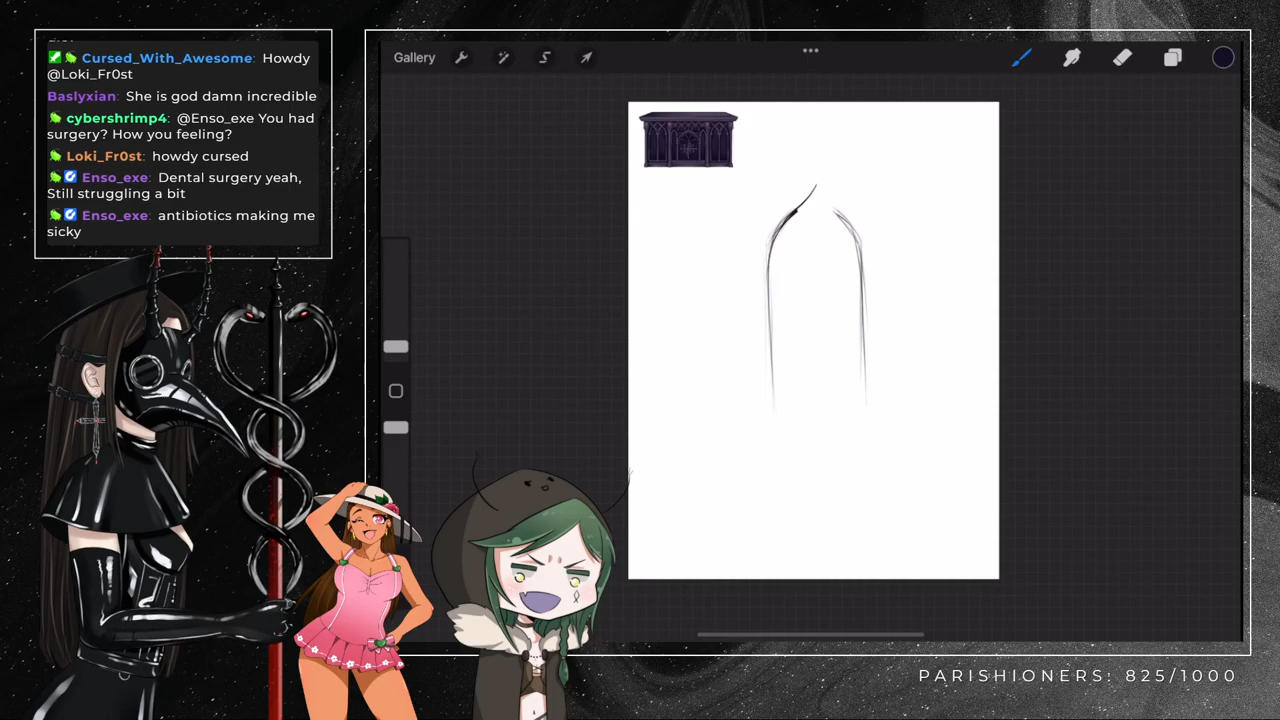 Cursed_With_Awesome: Howdy
@Loki_Fr0st
Baslyxian: She is god damn incredible
cybershrimp4: @Enso_exe You had
surgery? How you feeling?
Loki_Fr0st: howdy cursed
Enso_exe: Dental surgery yeah,
Still struggling a bit
Enso_exe: antibiotics making me
sicky
Gallery
PARISHIONERS: 825/1000